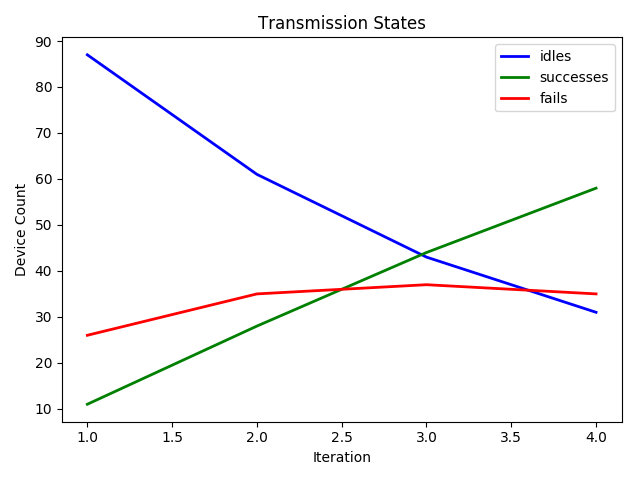 Transmission States
idles
successes
fails
Device Count
90
80
70
60
50
40
30
20
10
1.0 1.5 2.0 2.5 3.0 3.5 4.0
Iteration